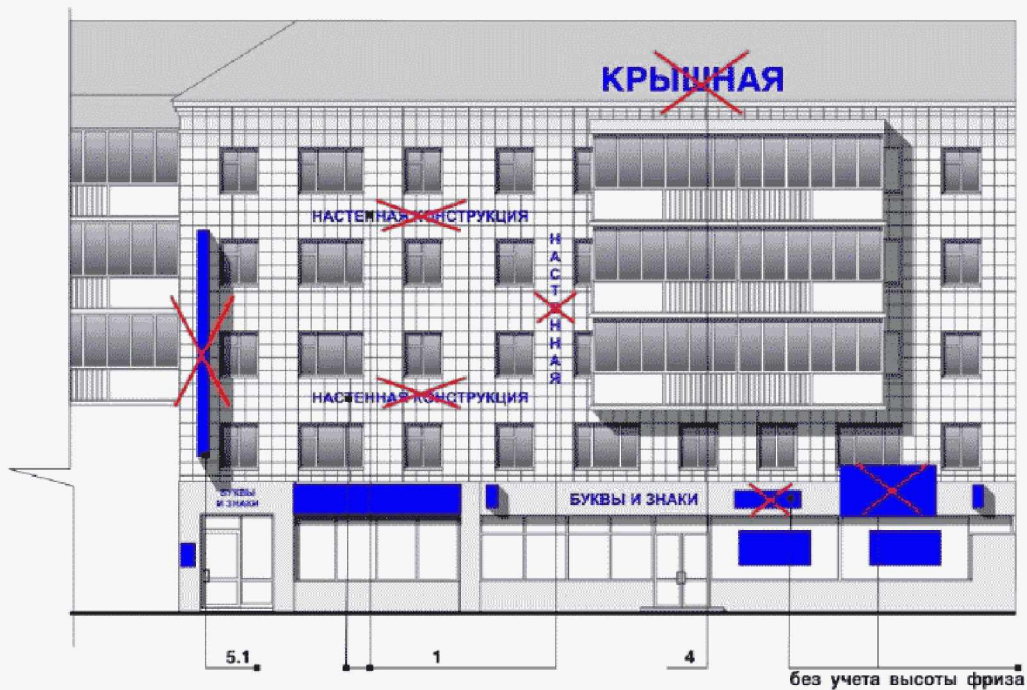 КРЫШНАЯ
НАСТЕННАЯ КОНСТРУКЦИЯ
НАСТЕННАЯ
НАСТЕННАЯ КОНСТРУКЦИЯ
БУКВЫ
И ЗНАКИ
БУКВЫ И ЗНАКИ
5.1
1
4
без учета высоты фриза